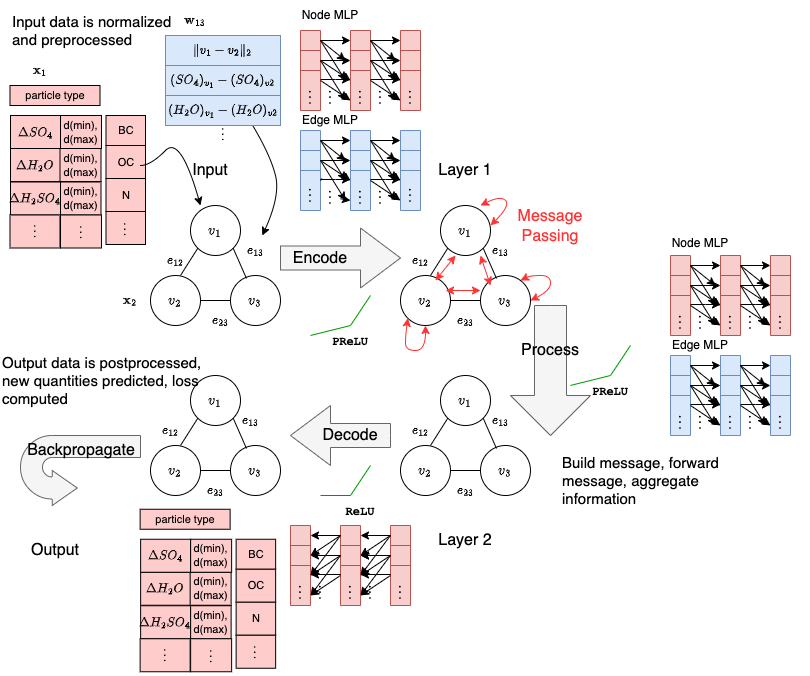 Input data is normalized
and preprocessed
w₁₃
‖v₁ − v₂‖₂
(SO₄)ᵥ₁ − (SO₄)ᵥ₂
(H₂O)ᵥ₁ − (H₂O)ᵥ₂
⋮
Node MLP
Edge MLP
x₁
particle type
ΔSO₄ d(min), d(max) BC
ΔH₂O d(min), d(max) OC
ΔH₂SO₄ d(min), d(max) N
⋮ ⋮ ⋮
Input
v₁
e₁₂ e₁₃
x₂ v₂ v₃
e₂₃
Encode
PReLU
Layer 1
Message
Passing
v₁
e₁₂ e₁₃
v₂ v₃
e₂₃
Node MLP
Edge MLP
Process
PReLU
Build message, forward
message, aggregate
information
v₁
e₁₂ e₁₃
v₂ v₃
e₂₃
Decode
ReLU
Layer 2
Output data is postprocessed,
new quantities predicted, loss
computed
v₁
e₁₂ e₁₃
v₂ v₃
e₂₃
Backpropagate
Output
particle type
ΔSO₄ d(min), d(max) BC
ΔH₂O d(min), d(max) OC
ΔH₂SO₄ d(min), d(max) N
⋮ ⋮ ⋮